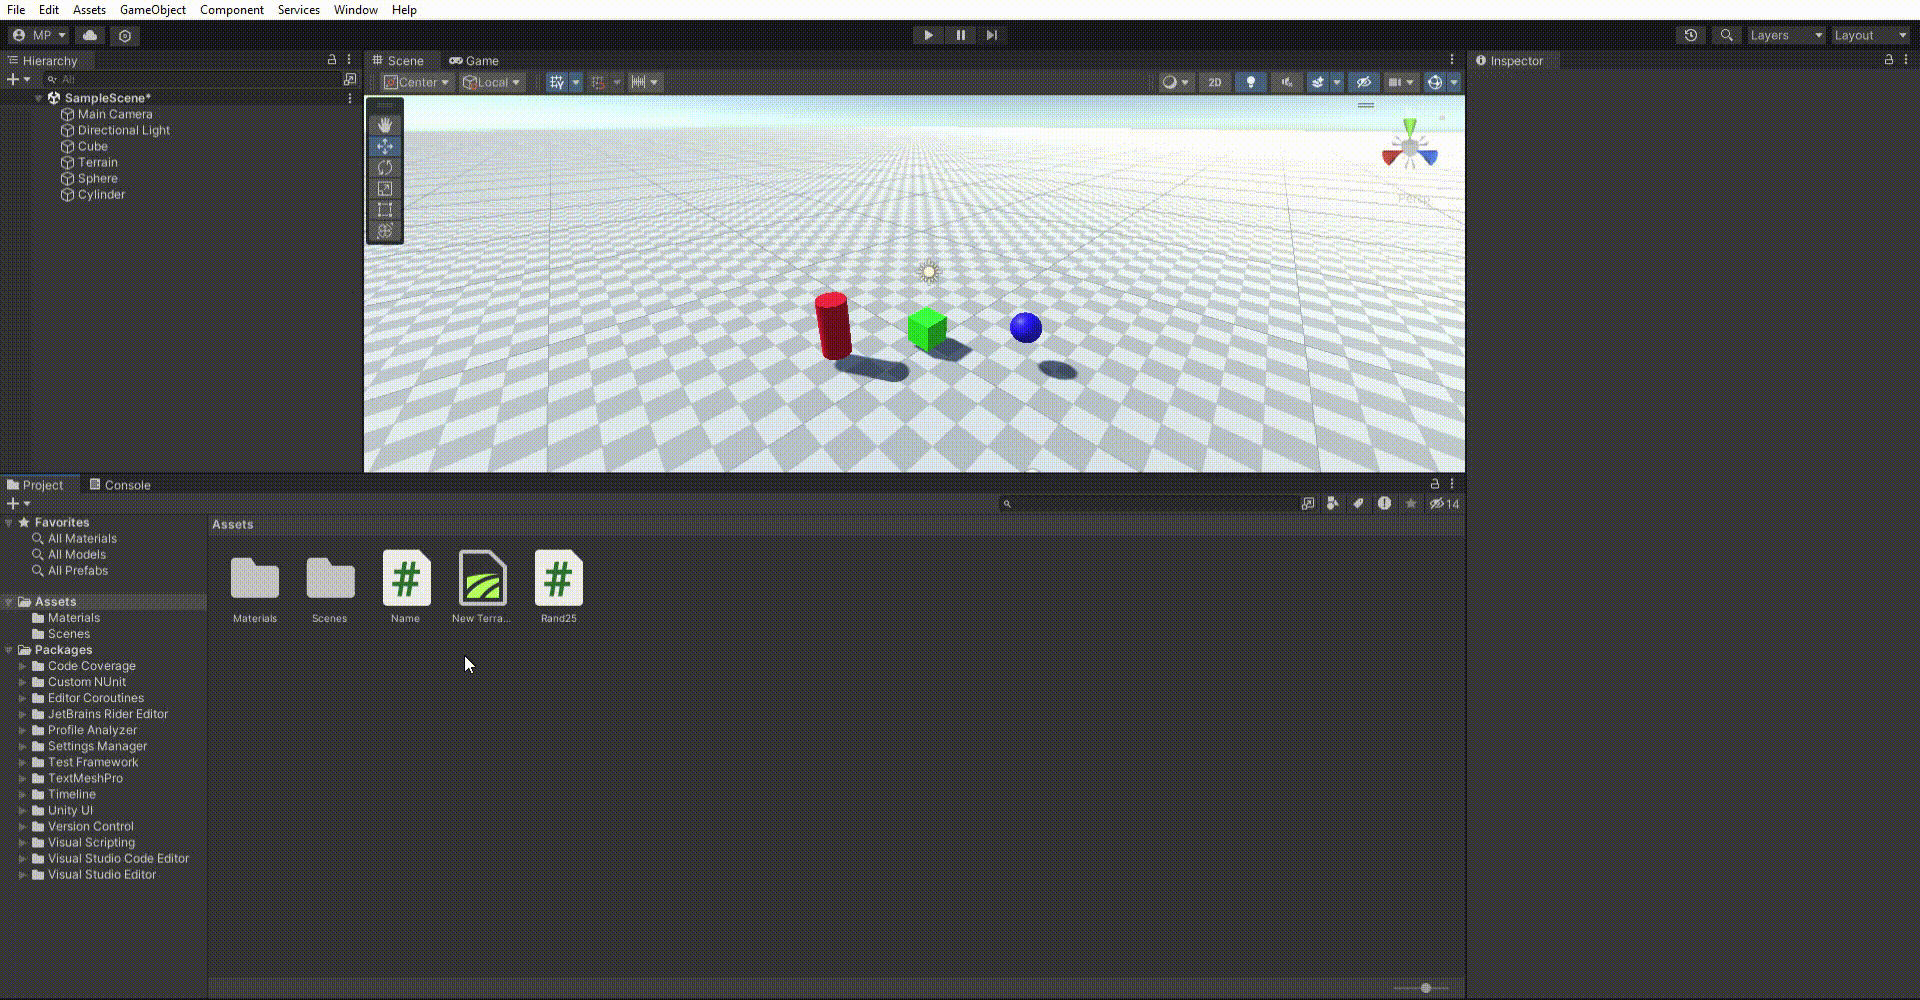 File Edit Assets GameObject Component Services Window Help
MP Layers Layout
Hierarchy
All
SampleScene*
Main Camera
Directional Light
Cube
Terrain
Sphere
Cylinder
Scene Game
Center Local 2D
Persp
Inspector
Project Console
14
Favorites
All Materials
All Models
All Prefabs
Assets
Materials
Scenes
Packages
Code Coverage
Custom NUnit
Editor Coroutines
JetBrains Rider Editor
Profile Analyzer
Settings Manager
Test Framework
TextMeshPro
Timeline
Unity UI
Version Control
Visual Scripting
Visual Studio Code Editor
Visual Studio Editor
Assets
# #
Materials Scenes Name New Terra... Rand25